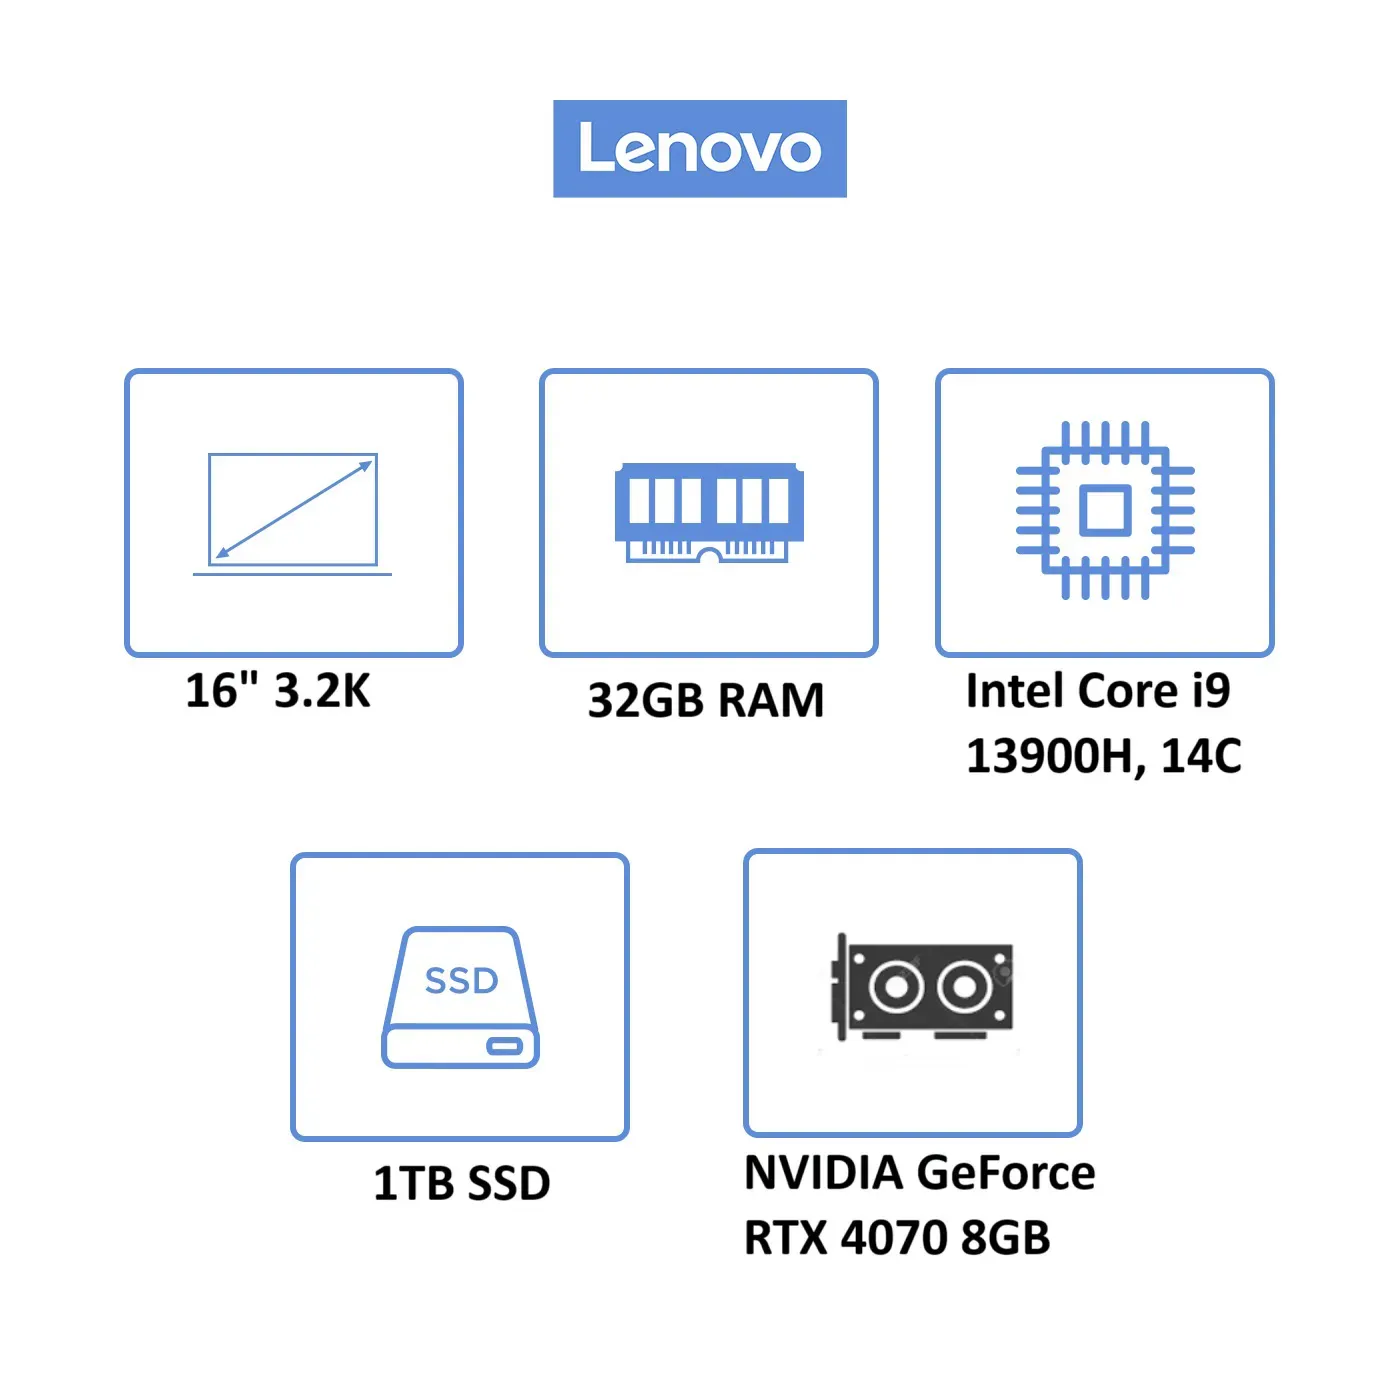 Lenovo
16" 3.2K
32GB RAM
Intel Core i9
13900H, 14C
SSD
1TB SSD
NVIDIA GeForce
RTX 4070 8GB